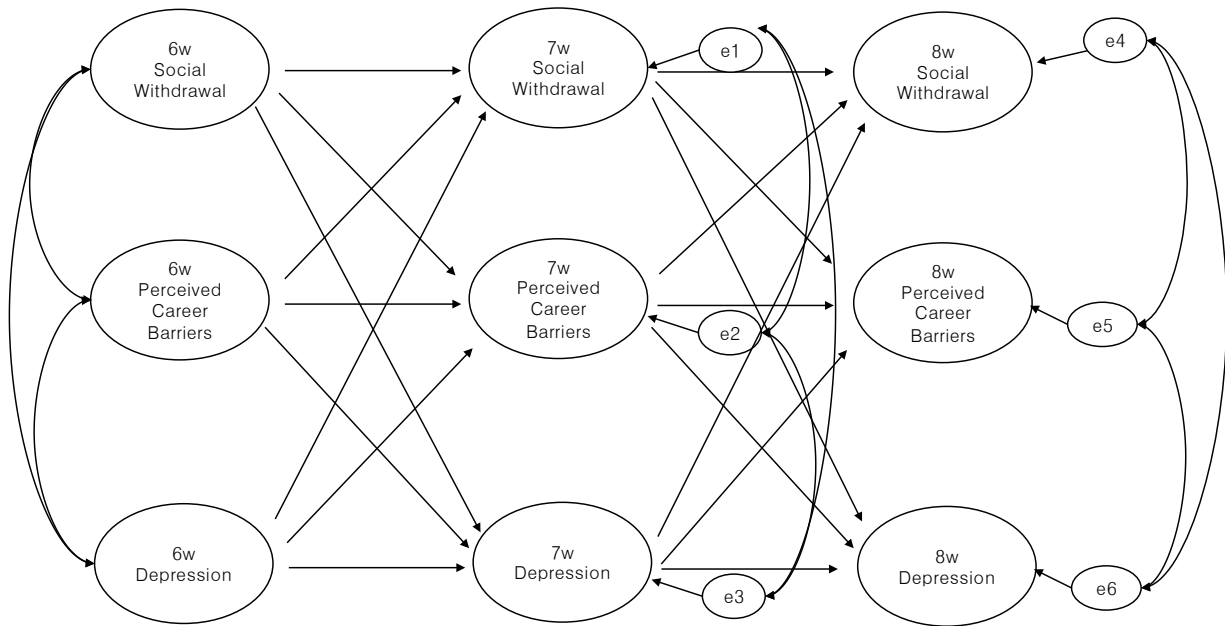 6w
Social
Withdrawal
7w
Social
Withdrawal
e1
8w
Social
Withdrawal
e4
6w
Perceived
Career
Barriers
7w
Perceived
Career
Barriers
e2
8w
Perceived
Career
Barriers
e5
6w
Depression
7w
Depression
e3
8w
Depression
e6